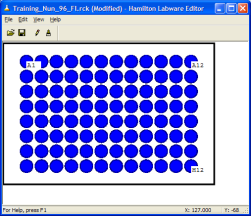 Training_Nun_96_Fl.rck (Modified) - Hamilton Labware Editor
File Edit View Help
A1 A12
H12
For Help, press F1 X: 127.000 Y: -68